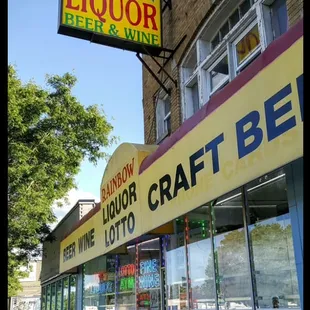 LIQUOR
BEER & WINE
RAINBOW
LIQUOR
LOTTO
BEER WINE
CRAFT BE